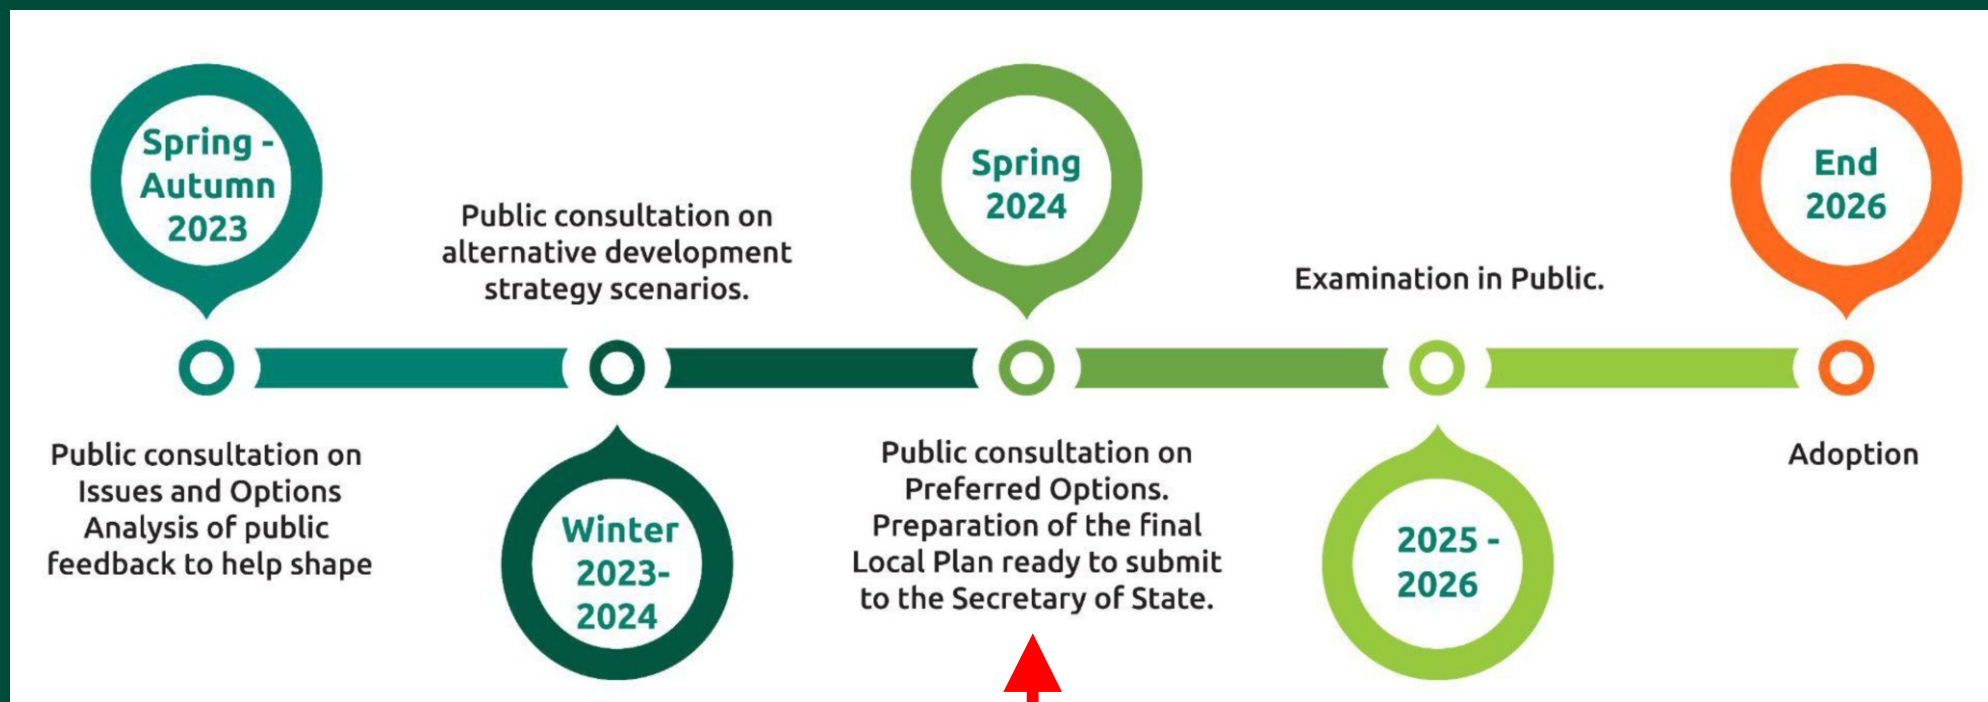 Spring -
Autumn
2023
Public consultation on
Issues and Options
Analysis of public
feedback to help shape
Public consultation on
alternative development
strategy scenarios.
Winter
2023-
2024
Spring
2024
Public consultation on
Preferred Options.
Preparation of the final
Local Plan ready to submit
to the Secretary of State.
Examination in Public.
2025 -
2026
End
2026
Adoption